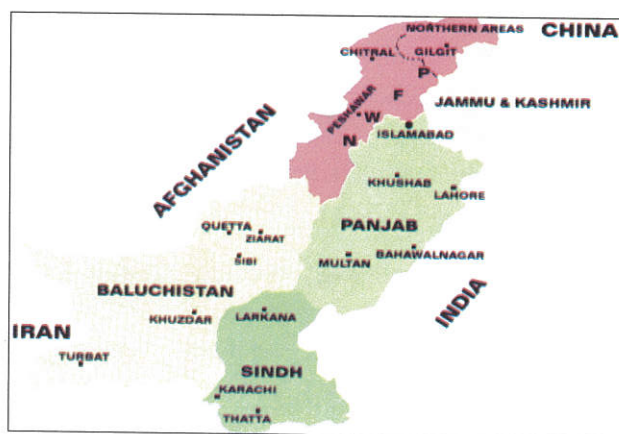 NORTHERN AREAS
CHINA
CHITRAL
GILGIT
P
F
JAMMU & KASHMIR
PESHAWAR
W
N
ISLAMABAD
AFGHANISTAN
KHUSHAB
LAHORE
PANJAB
QUETTA
ZIARAT
SIBI
MULTAN
BAHAWALNAGAR
BALUCHISTAN
INDIA
KHUZDAR
LARKANA
IRAN
TURBAT
SINDH
KARACHI
THATTA